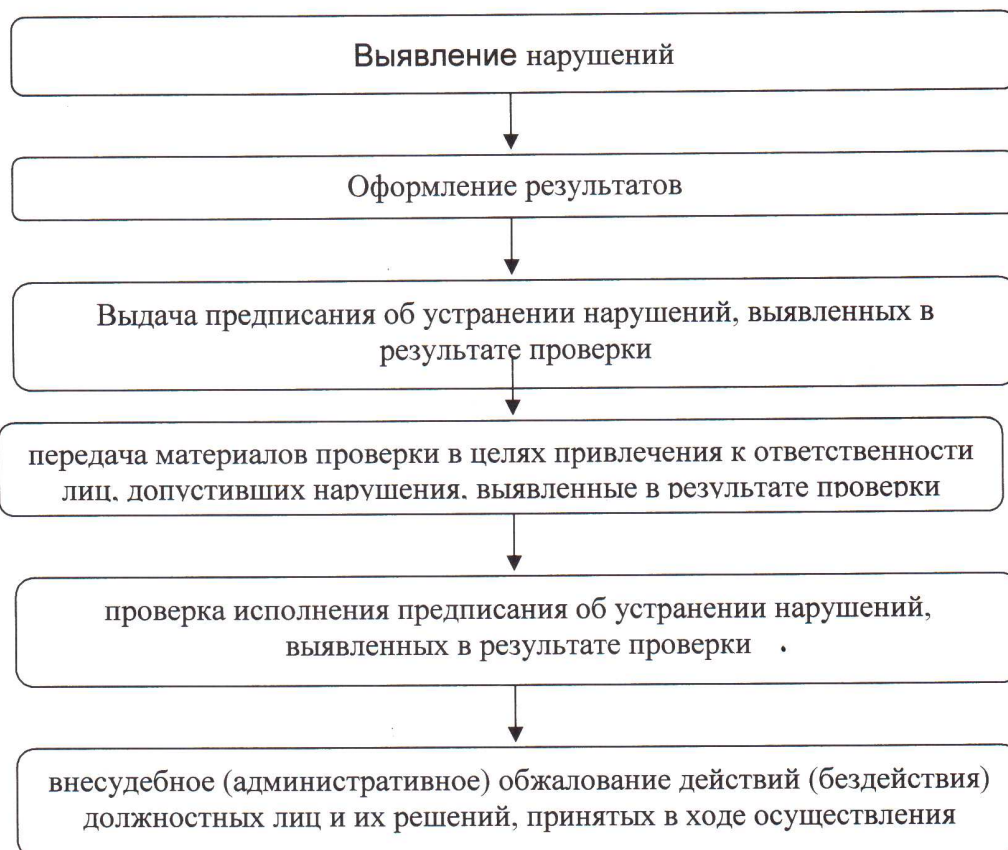 Выявление нарушений
Оформление результатов
Выдача предписания об устранении нарушений, выявленных в
результате проверки
передача материалов проверки в целях привлечения к ответственности
лиц, допустивших нарушения, выявленные в результате проверки
проверка исполнения предписания об устранении нарушений,
выявленных в результате проверки .
внесудебное (административное) обжалование действий (бездействия)
должностных лиц и их решений, принятых в ходе осуществления